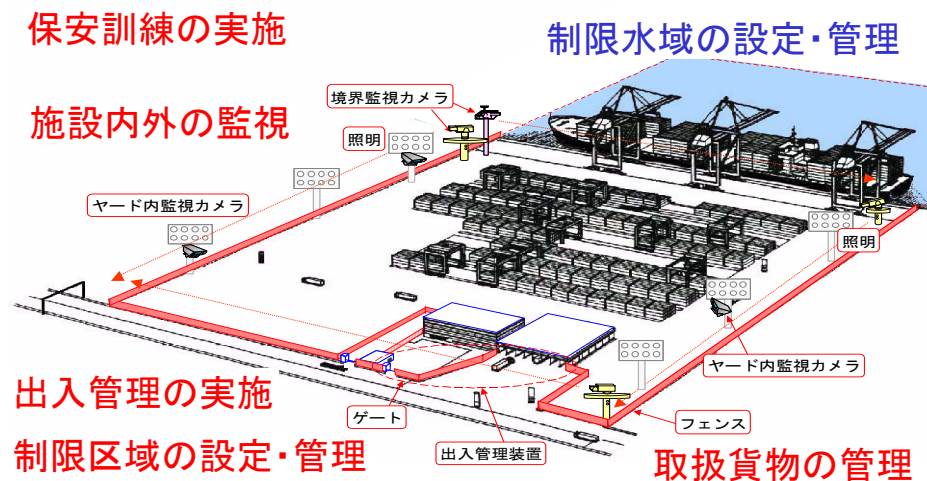 保安訓練の実施
制限水域の設定・管理
境界監視カメラ
施設内外の監視
照明
ヤード内監視カメラ
照明
ヤード内監視カメラ
出入管理の実施
ゲート
フェンス
制限区域の設定・管理
出入管理装置
取扱貨物の管理